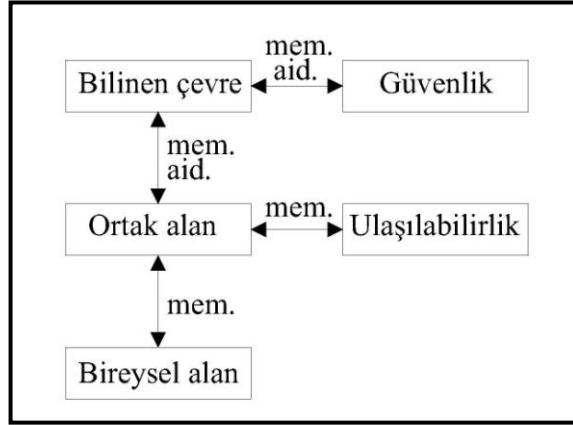 mem.
aid.
Bilinen çevre
Güvenlik
mem.
aid.
Ortak alan
mem.
Ulaşılabilirlik
mem.
Bireysel alan